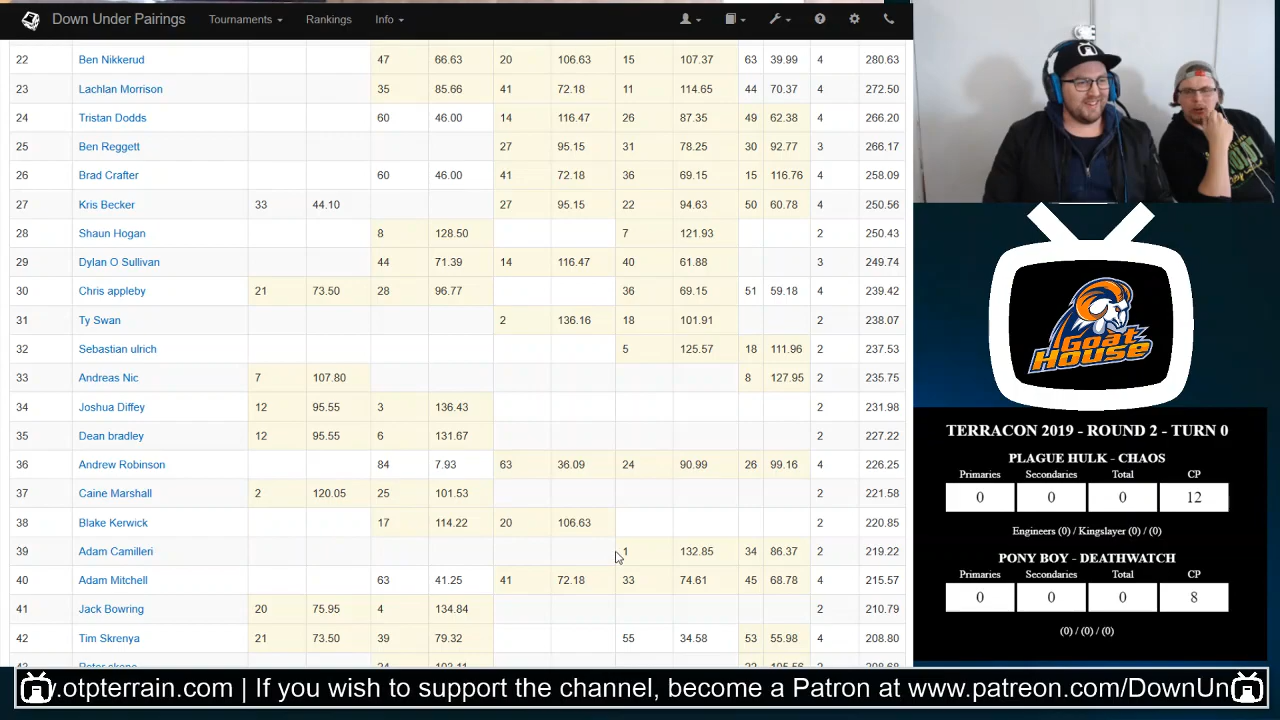 Down Under Pairings Tournaments Rankings Info
22 Ben Nikkerud 47 66.63 20 106.63 15 107.37 63 39.99 4 280.63
23 Lachlan Morrison 35 85.66 41 72.18 11 114.65 44 70.37 4 272.50
24 Tristan Dodds 60 46.00 14 116.47 26 87.35 49 62.38 4 266.20
25 Ben Reggett 27 95.15 31 78.25 30 92.77 3 266.17
26 Brad Crafter 60 46.00 41 72.18 36 69.15 15 116.76 4 258.09
27 Kris Becker 33 44.10 27 95.15 22 94.63 50 60.78 4 250.56
28 Shaun Hogan 8 128.50 7 121.93 2 250.43
29 Dylan O Sullivan 44 71.39 14 116.47 40 61.88 3 249.74
30 Chris appleby 21 73.50 28 96.77 36 69.15 51 59.18 4 239.42
31 Ty Swan 2 136.16 18 101.91 2 238.07
32 Sebastian ulrich 5 125.57 18 111.96 2 237.53
33 Andreas Nic 7 107.80 8 127.95 2 235.75
34 Joshua Diffey 12 95.55 3 136.43 2 231.98
35 Dean bradley 12 95.55 6 131.67 2 227.22
36 Andrew Robinson 84 7.93 63 36.09 24 90.99 26 99.16 4 226.25
37 Caine Marshall 2 120.05 25 101.53 2 221.58
38 Blake Kerwick 17 114.22 20 106.63 2 220.85
39 Adam Camilleri 1 132.85 34 86.37 2 219.22
40 Adam Mitchell 63 41.25 41 72.18 33 74.61 45 68.78 4 215.57
41 Jack Bowring 20 75.95 4 134.84 2 210.79
42 Tim Skrenya 21 73.50 39 79.32 55 34.58 53 55.98 4 208.80
Goat
House
TERRACON 2019 - ROUND 2 - TURN 0
PLAGUE HULK - CHAOS
Primaries Secondaries Total CP
0 0 0 12
Engineers (0) / Kingslayer (0) / (0)
PONY BOY - DEATHWATCH
Primaries Secondaries Total CP
0 0 0 8
(0) / (0) / (0)
y.otpterrain.com | If you wish to support the channel, become a Patron at www.patreon.com/DownUn